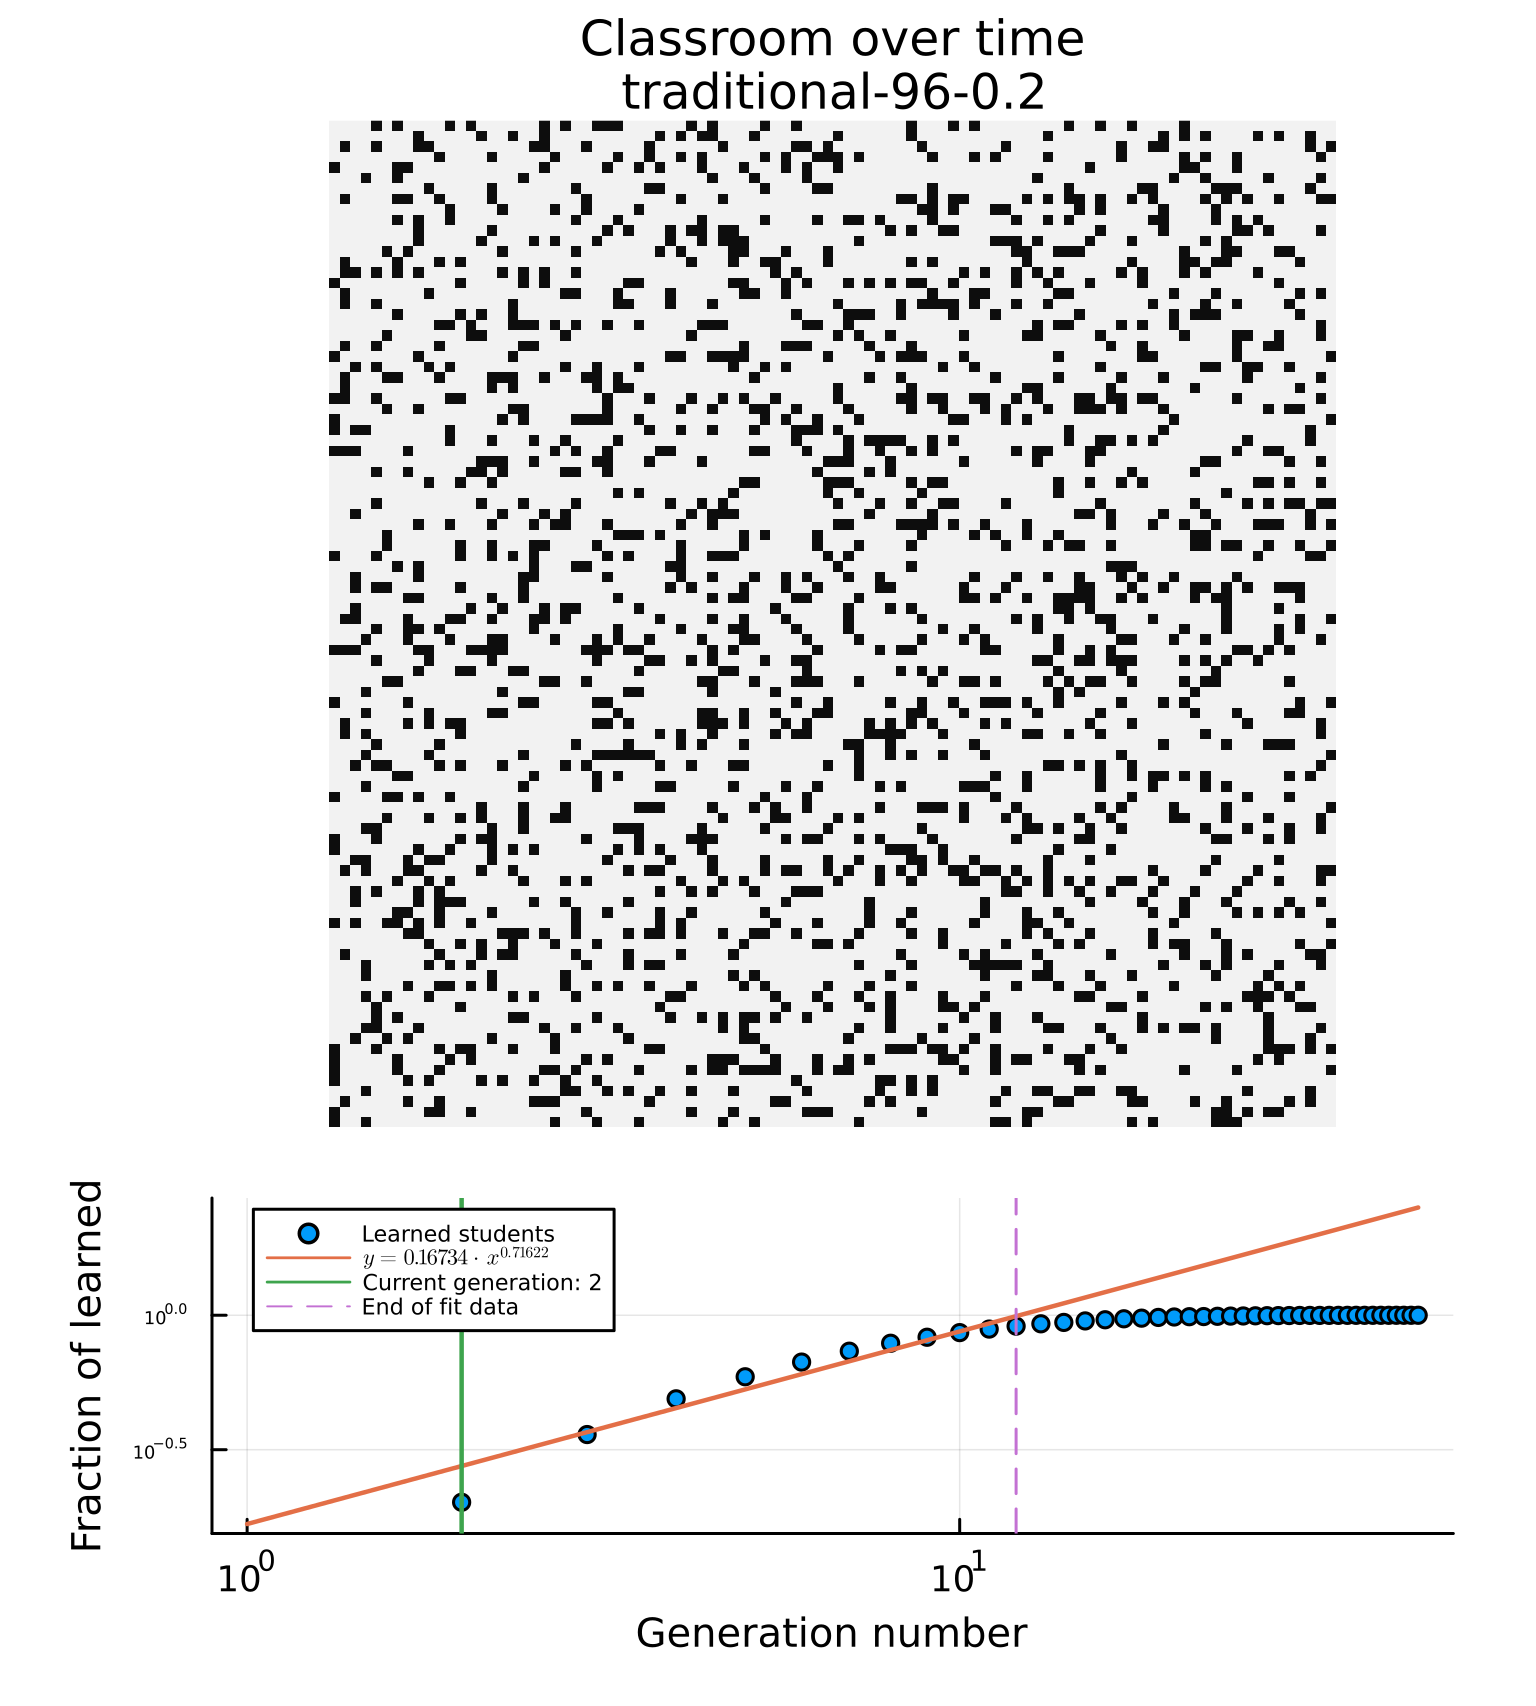 Classroom over time
traditional-96-0.2
Fraction of learned
Learned students
y = 0.16734 · x^0.71622
Current generation: 2
End of fit data
10^0.0
10^−0.5
10^0
10^1
Generation number